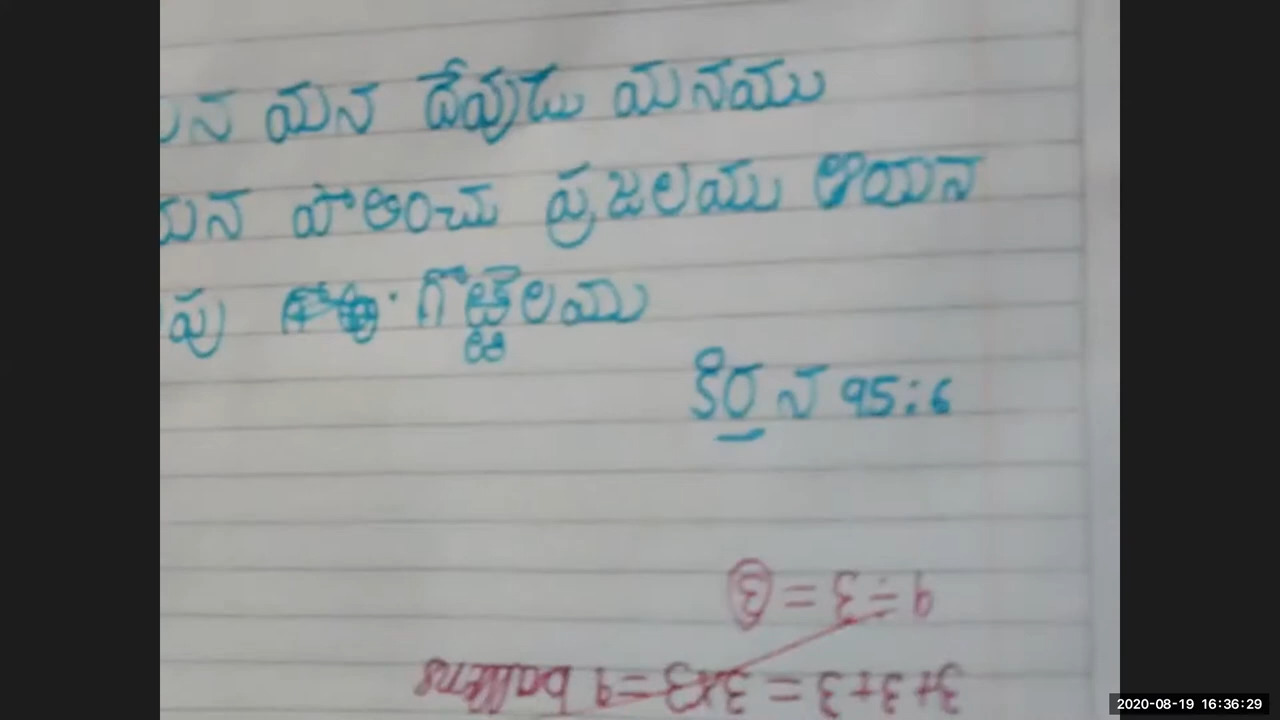 మన దేవుడు మనము
పాలించు ప్రజలము ఆయన
గొఱ్ఱెలము
కీర్తన 95:6
9÷3=3
3+3+3=3x3=9 ballens
2020-08-19 16:36:29